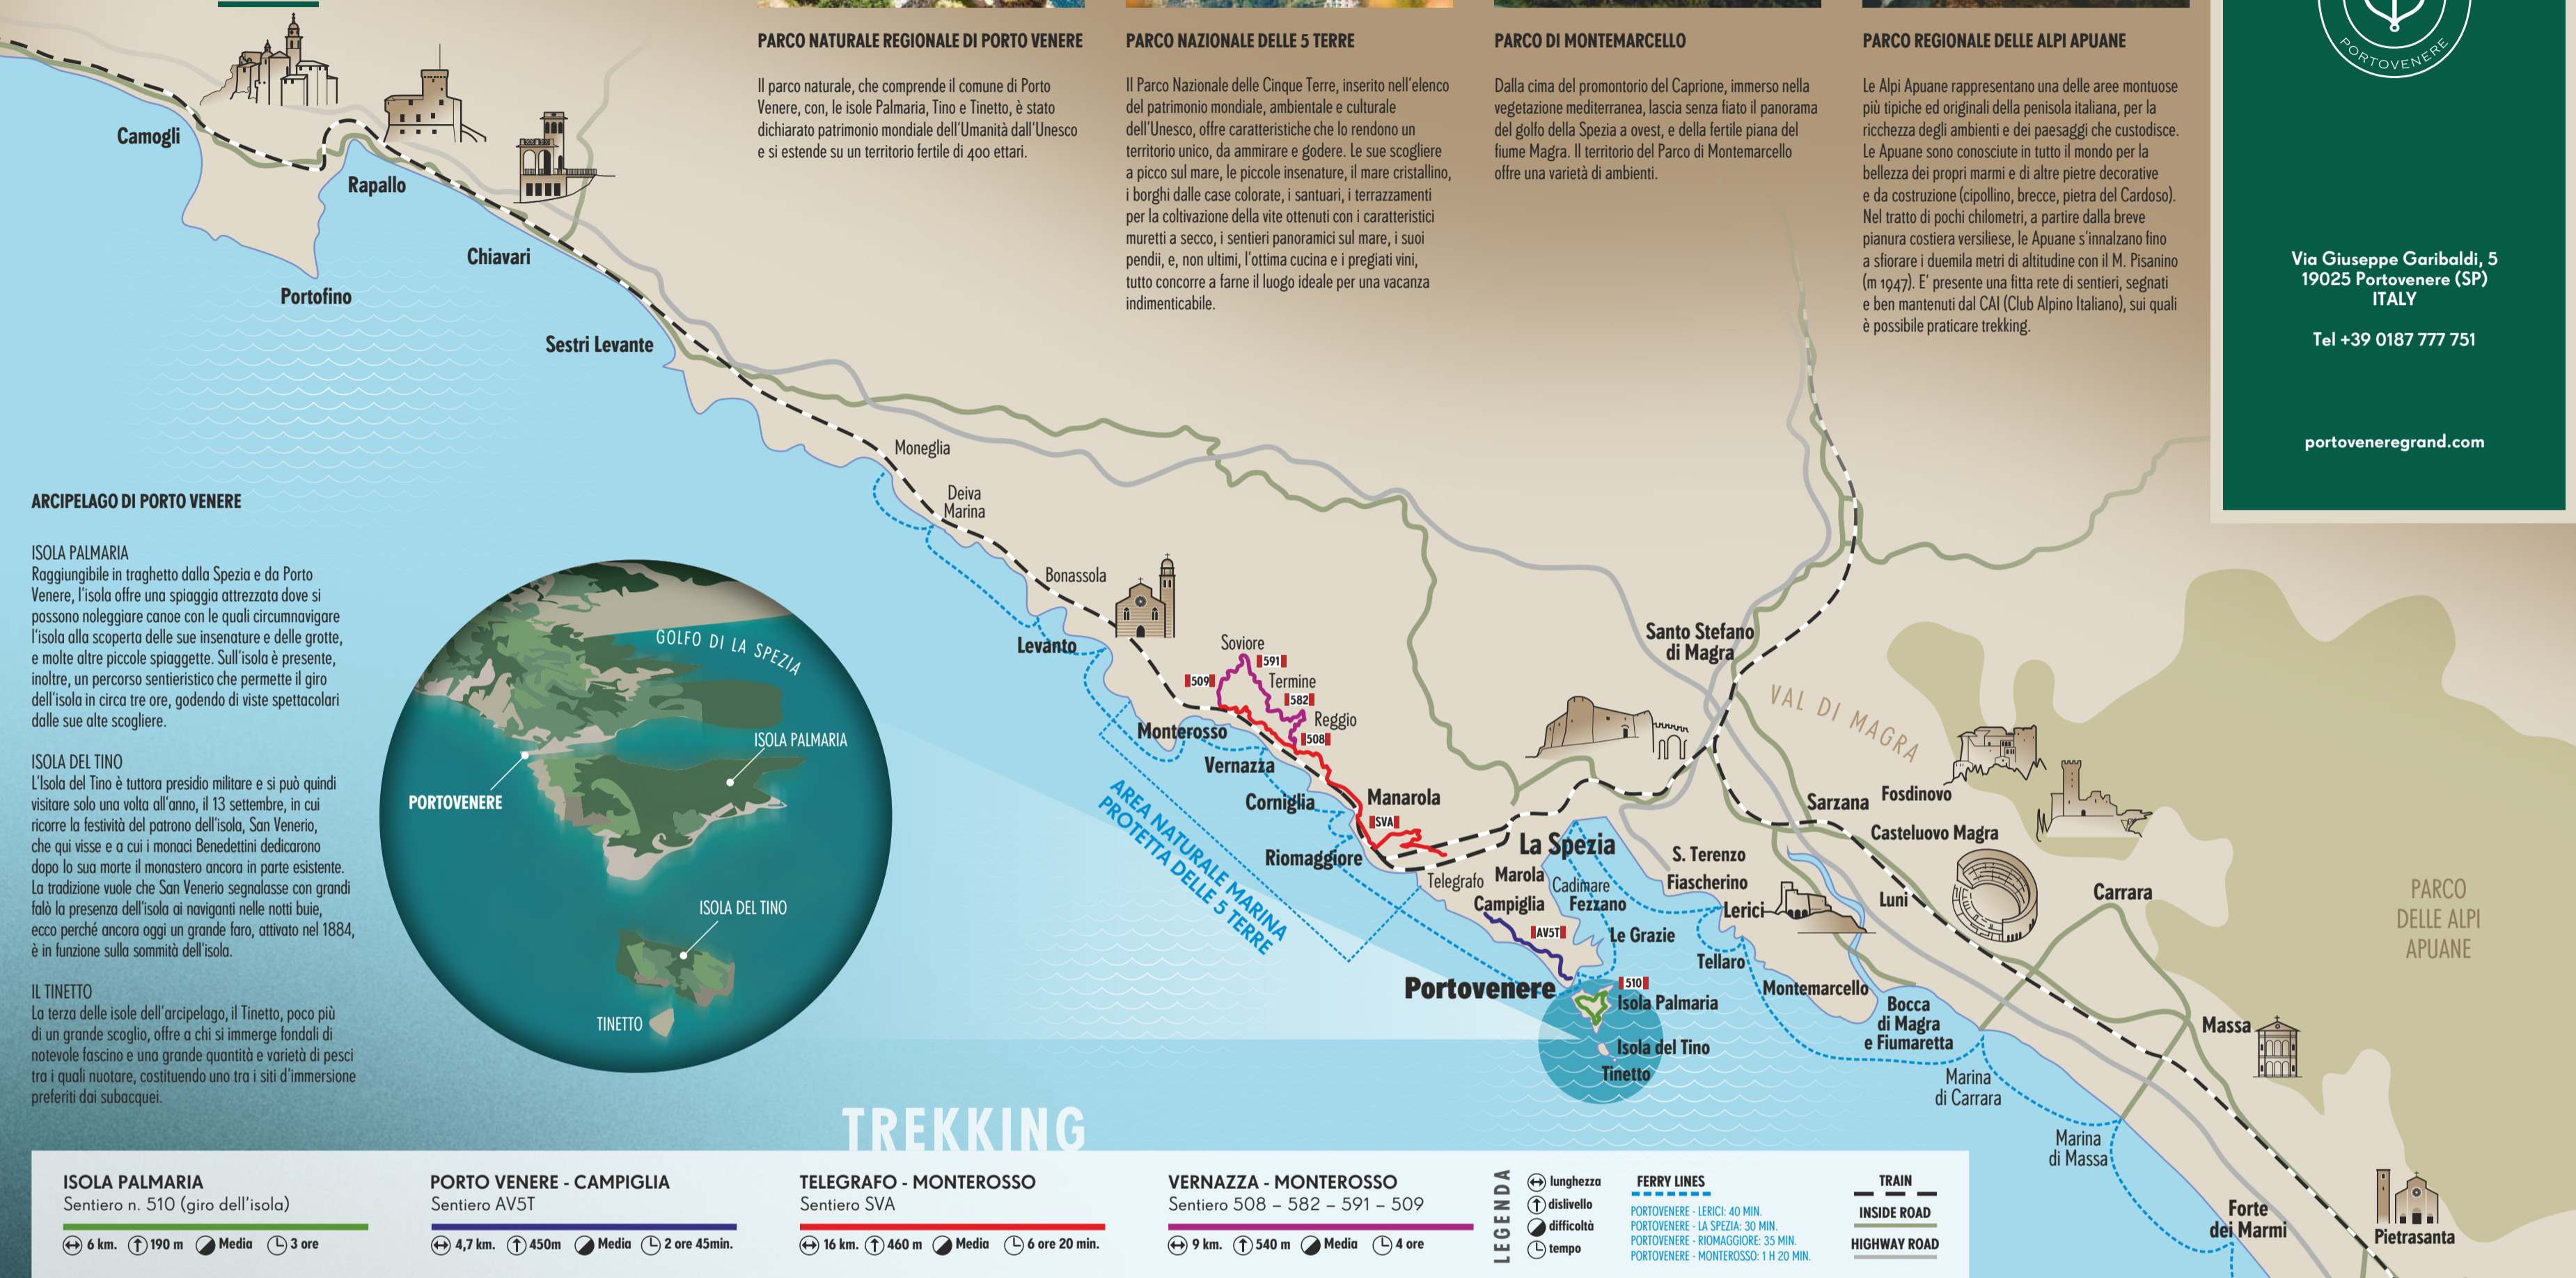 PARCO NATURALE REGIONALE DI PORTO VENERE
Il parco naturale, che comprende il comune di Porto
Venere, con, le isole Palmaria, Tino e Tinetto, è stato
dichiarato patrimonio mondiale dell'Umanità dall'Unesco
e si estende su un territorio fertile di 400 ettari.
PARCO NAZIONALE DELLE 5 TERRE
Il Parco Nazionale delle Cinque Terre, inserito nell'elenco
del patrimonio mondiale, ambientale e culturale
dell'Unesco, offre caratteristiche che lo rendono un
territorio unico, da ammirare e godere. Le sue scogliere
a picco sul mare, le piccole insenature, il mare cristallino,
i borghi dalle case colorate, i santuari, i terrazzamenti
per la coltivazione della vite ottenuti con i caratteristici
muretti a secco, i sentieri panoramici sul mare, i suoi
pendii, e, non ultimi, l'ottima cucina e i pregiati vini,
tutto concorre a farne il luogo ideale per una vacanza
indimenticabile.
PARCO DI MONTEMARCELLO
Dalla cima del promontorio del Caprione, immerso nella
vegetazione mediterranea, lascia senza fiato il panorama
del golfo della Spezia a ovest, e della fertile piana del
fiume Magra. Il territorio del Parco di Montemarcello
offre una varietà di ambienti.
PARCO REGIONALE DELLE ALPI APUANE
Le Alpi Apuane rappresentano una delle aree montuose
più tipiche ed originali della penisola italiana, per la
ricchezza degli ambienti e dei paesaggi che custodisce.
Le Apuane sono conosciute in tutto il mondo per la
bellezza dei propri marmi e di altre pietre decorative
e da costruzione (cipollino, brecce, pietra del Cardoso).
Nel tratto di pochi chilometri, a partire dalla breve
pianura costiera versiliese, le Apuane s'innalzano fino
a sfiorare i duemila metri di altitudine con il M. Pisanino
(m 1947). E' presente una fitta rete di sentieri, segnati
e ben mantenuti dal CAI (Club Alpino Italiano), sui quali
è possibile praticare trekking.
PORTOVENERE
Via Giuseppe Garibaldi, 5
19025 Portovenere (SP)
ITALY
Tel +39 0187 777 751
portoveneregrand.com
Camogli
Rapallo
Chiavari
Portofino
Sestri Levante
Moneglia
Deiva
Marina
Bonassola
Levanto
Soviore
591
509
Termine
582
Reggio
508
Monterosso
Vernazza
Corniglia
Manarola
SVA
Riomaggiore
AREA NATURALE MARINA
PROTETTA DELLE 5 TERRE
Telegrafo
La Spezia
Marola
Cadimare
Campiglia
Fezzano
AV5T
Le Grazie
Portovenere
510
Isola Palmaria
Isola del Tino
Tinetto
Santo Stefano
di Magra
VAL DI MAGRA
S. Terenzo
Fiascherino
Lerici
Tellaro
Montemarcello
Bocca
di Magra
e Fiumaretta
Sarzana
Fosdinovo
Casteluovo Magra
Luni
Carrara
PARCO
DELLE ALPI
APUANE
Massa
Marina
di Carrara
Marina
di Massa
Forte
dei Marmi
Pietrasanta
ARCIPELAGO DI PORTO VENERE
ISOLA PALMARIA
Raggiungibile in traghetto dalla Spezia e da Porto
Venere, l'isola offre una spiaggia attrezzata dove si
possono noleggiare canoe con le quali circumnavigare
l'isola alla scoperta delle sue insenature e delle grotte,
e molte altre piccole spiaggette. Sull'isola è presente,
inoltre, un percorso sentieristico che permette il giro
dell'isola in circa tre ore, godendo di viste spettacolari
dalle sue alte scogliere.
ISOLA DEL TINO
L'Isola del Tino è tuttora presidio militare e si può quindi
visitare solo una volta all'anno, il 13 settembre, in cui
ricorre la festività del patrono dell'isola, San Venerio,
che qui visse e a cui i monaci Benedettini dedicarono
dopo lo sua morte il monastero ancora in parte esistente.
La tradizione vuole che San Venerio segnalasse con grandi
falò la presenza dell'isola ai naviganti nelle notti buie,
ecco perché ancora oggi un grande faro, attivato nel 1884,
è in funzione sulla sommità dell'isola.
IL TINETTO
La terza delle isole dell'arcipelago, il Tinetto, poco più
di un grande scoglio, offre a chi si immerge fondali di
notevole fascino e una grande quantità e varietà di pesci
tra i quali nuotare, costituendo uno tra i siti d'immersione
preferiti dai subacquei.
GOLFO DI LA SPEZIA
ISOLA PALMARIA
PORTOVENERE
ISOLA DEL TINO
TINETTO
TREKKING
ISOLA PALMARIA
Sentiero n. 510 (giro dell'isola)
6 km. 190 m Media 3 ore
PORTO VENERE - CAMPIGLIA
Sentiero AV5T
4,7 km. 450m Media 2 ore 45min.
TELEGRAFO - MONTEROSSO
Sentiero SVA
16 km. 460 m Media 6 ore 20 min.
VERNAZZA - MONTEROSSO
Sentiero 508 – 582 – 591 – 509
9 km. 540 m Media 4 ore
LEGENDA
lunghezza
dislivello
difficoltà
tempo
FERRY LINES
PORTOVENERE - LERICI: 40 MIN.
PORTOVENERE - LA SPEZIA: 30 MIN.
PORTOVENERE - RIOMAGGIORE: 35 MIN.
PORTOVENERE - MONTEROSSO: 1 H 20 MIN.
TRAIN
INSIDE ROAD
HIGHWAY ROAD